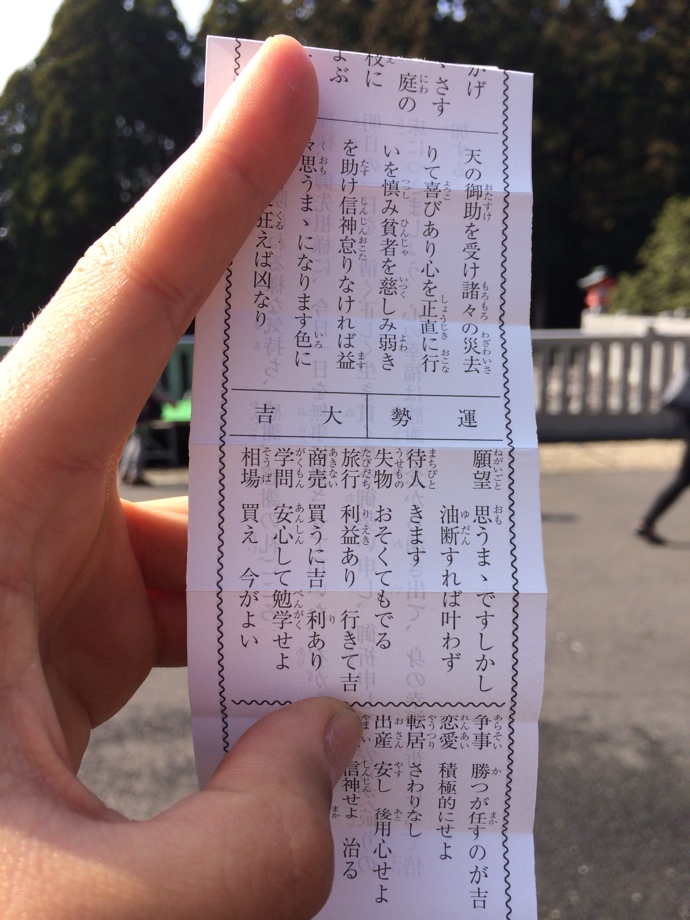 かげ
、さす
庭の
枝に
よぶ
天の御助を受け諸々の災去
りて喜びあり心を正直に行
いを慎み貧者を慈しみ弱き
を助け信神怠りなければ益
々思うまゝになります色に
狂えば凶なり
運勢 大吉
願望 思うまゝですしかし
油断すれば叶わず
待人 きます
失物 おそくてもでる
旅行 利益あり 行きて吉
商売 買うに吉 利あり
学問 安心して勉学せよ
相場 買え 今がよい
争事 勝つが任すのが吉
恋愛 積極的にせよ
転居 さわりなし
出産 安し 後用心せよ
信神せよ 治る